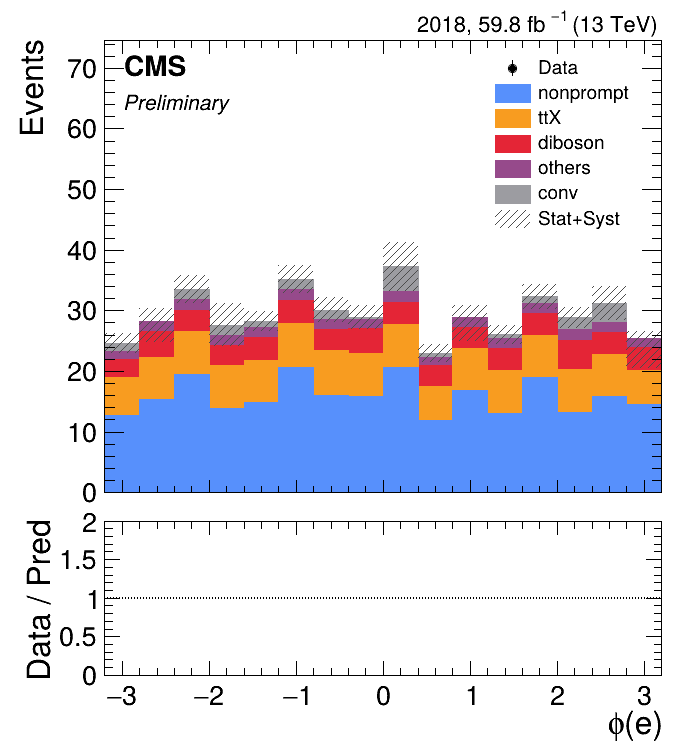 2018, 59.8 fb⁻¹ (13 TeV)
CMS
Preliminary
Events
70
60
50
40
30
20
10
0
Data
nonprompt
ttX
diboson
others
conv
Stat+Syst
Data / Pred
2
1.5
1
0.5
0
−3 −2 −1 0 1 2 3
ϕ(e)